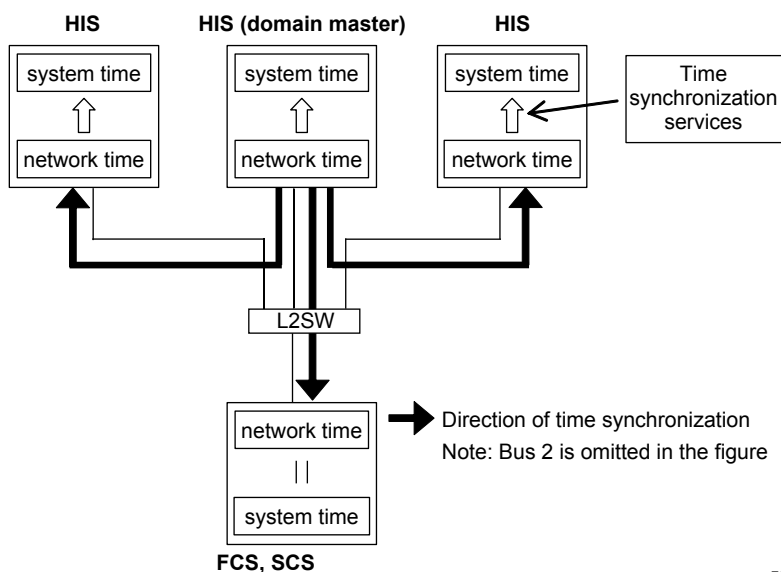 HIS
HIS (domain master)
HIS
system time
network time
system time
network time
system time
network time
Time
synchronization
services
L2SW
network time
system time
FCS, SCS
Direction of time synchronization
Note: Bus 2 is omitted in the figure